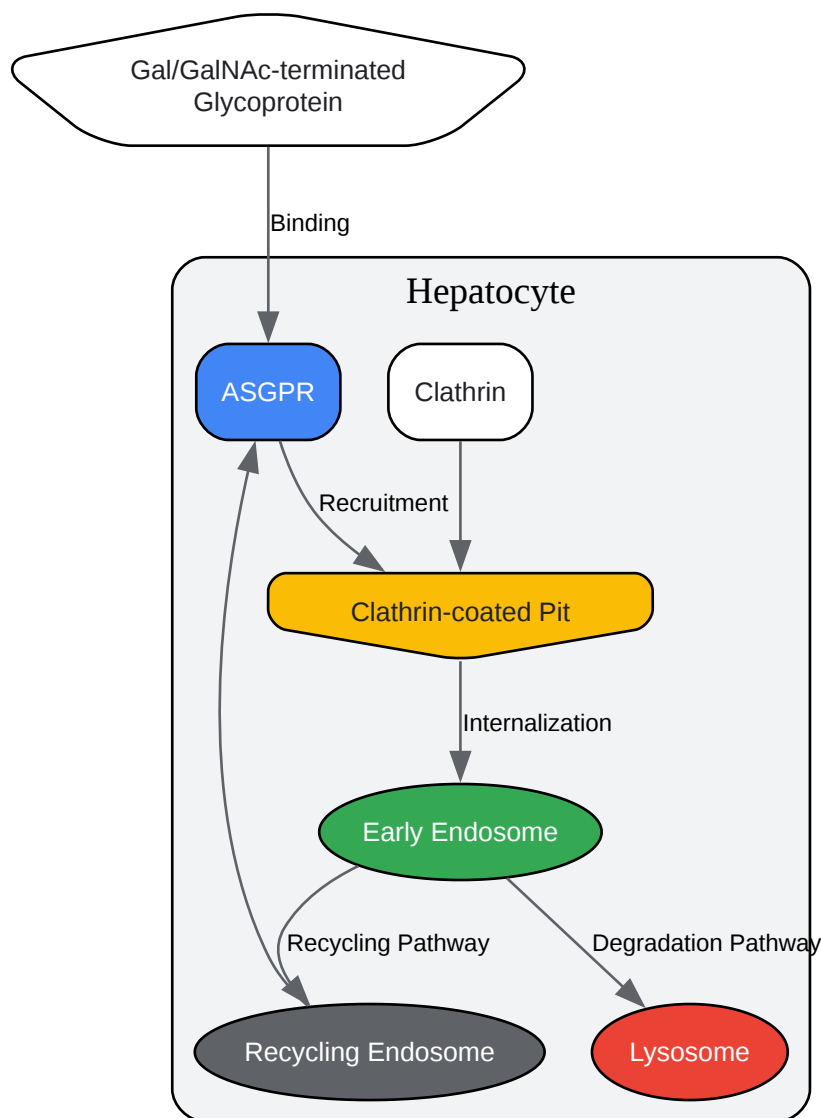 Gal/GalNAc-terminated
Glycoprotein
Binding
Hepatocyte
ASGPR
Clathrin
Recruitment
Clathrin-coated Pit
Internalization
Early Endosome
Recycling Pathway
Degradation Pathway
Recycling Endosome
Lysosome